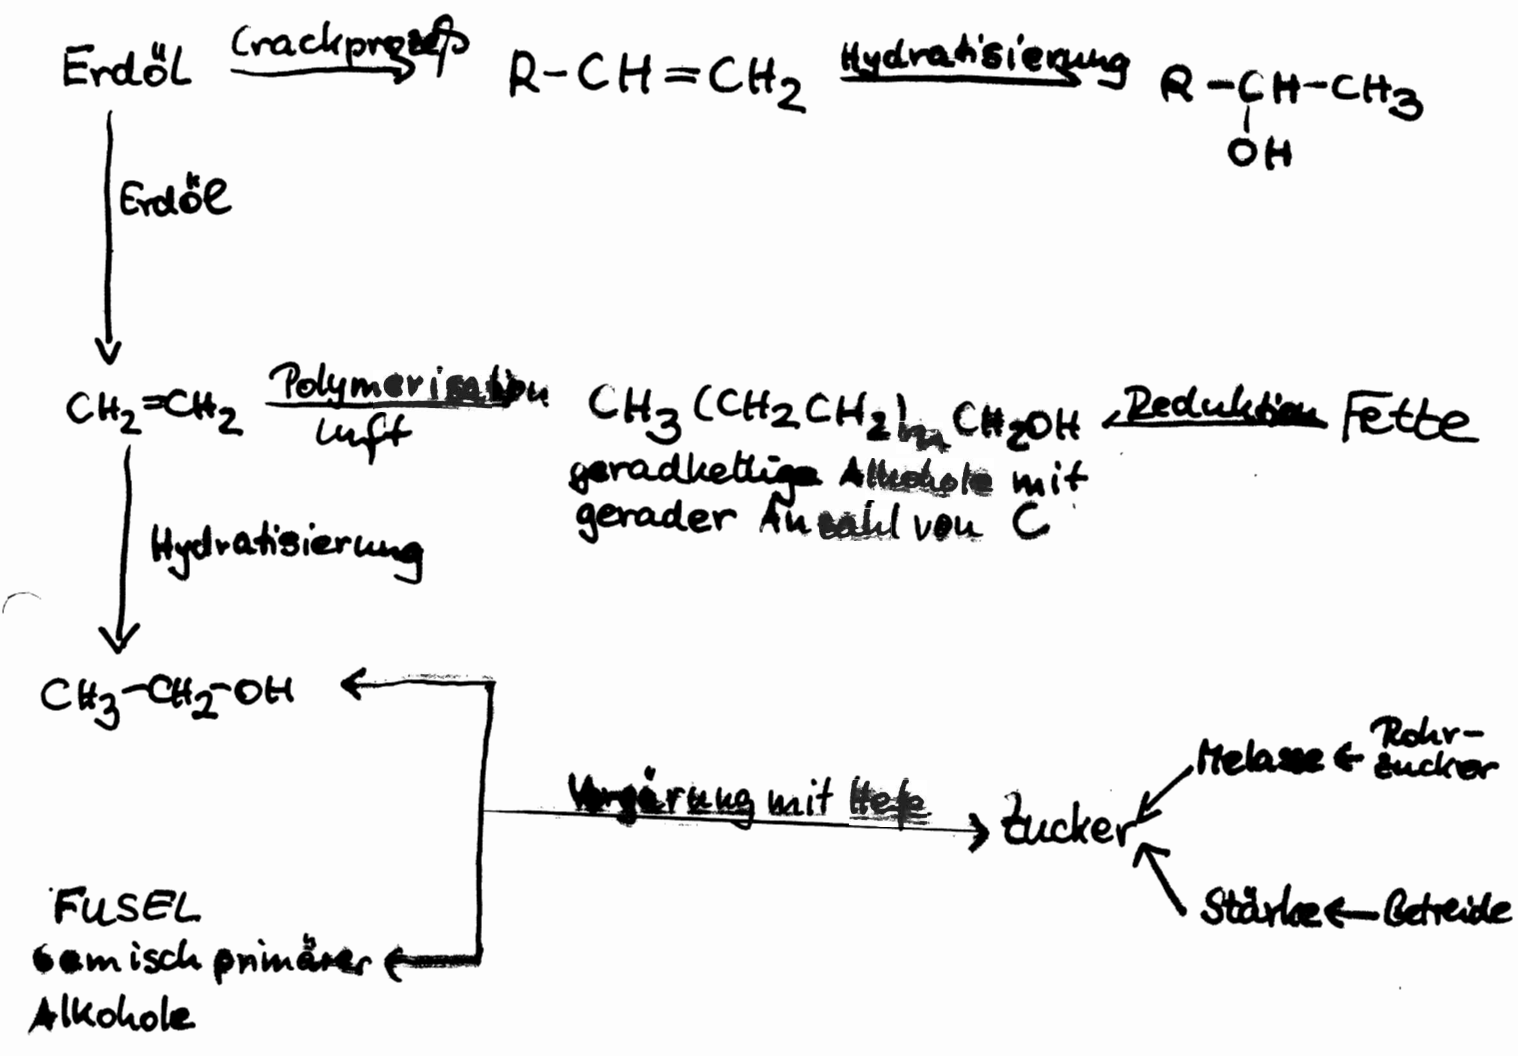 Erdöl Crackprozeß R-CH=CH2 Hydratisierung R-CH-CH3
OH
Erdöl
CH2=CH2 Polymerisation CH3(CH2CH2)n CH2OH Reduktion Fette
Luft
geradkettige Alkohole mit
gerader Anzahl von C
Hydratisierung
CH3-CH2-OH
Rohr-
Melasse zucker
Vergärung mit Hefe Zucker
Stärke Getreide
FUSEL
Gemisch primärer
Alkohole